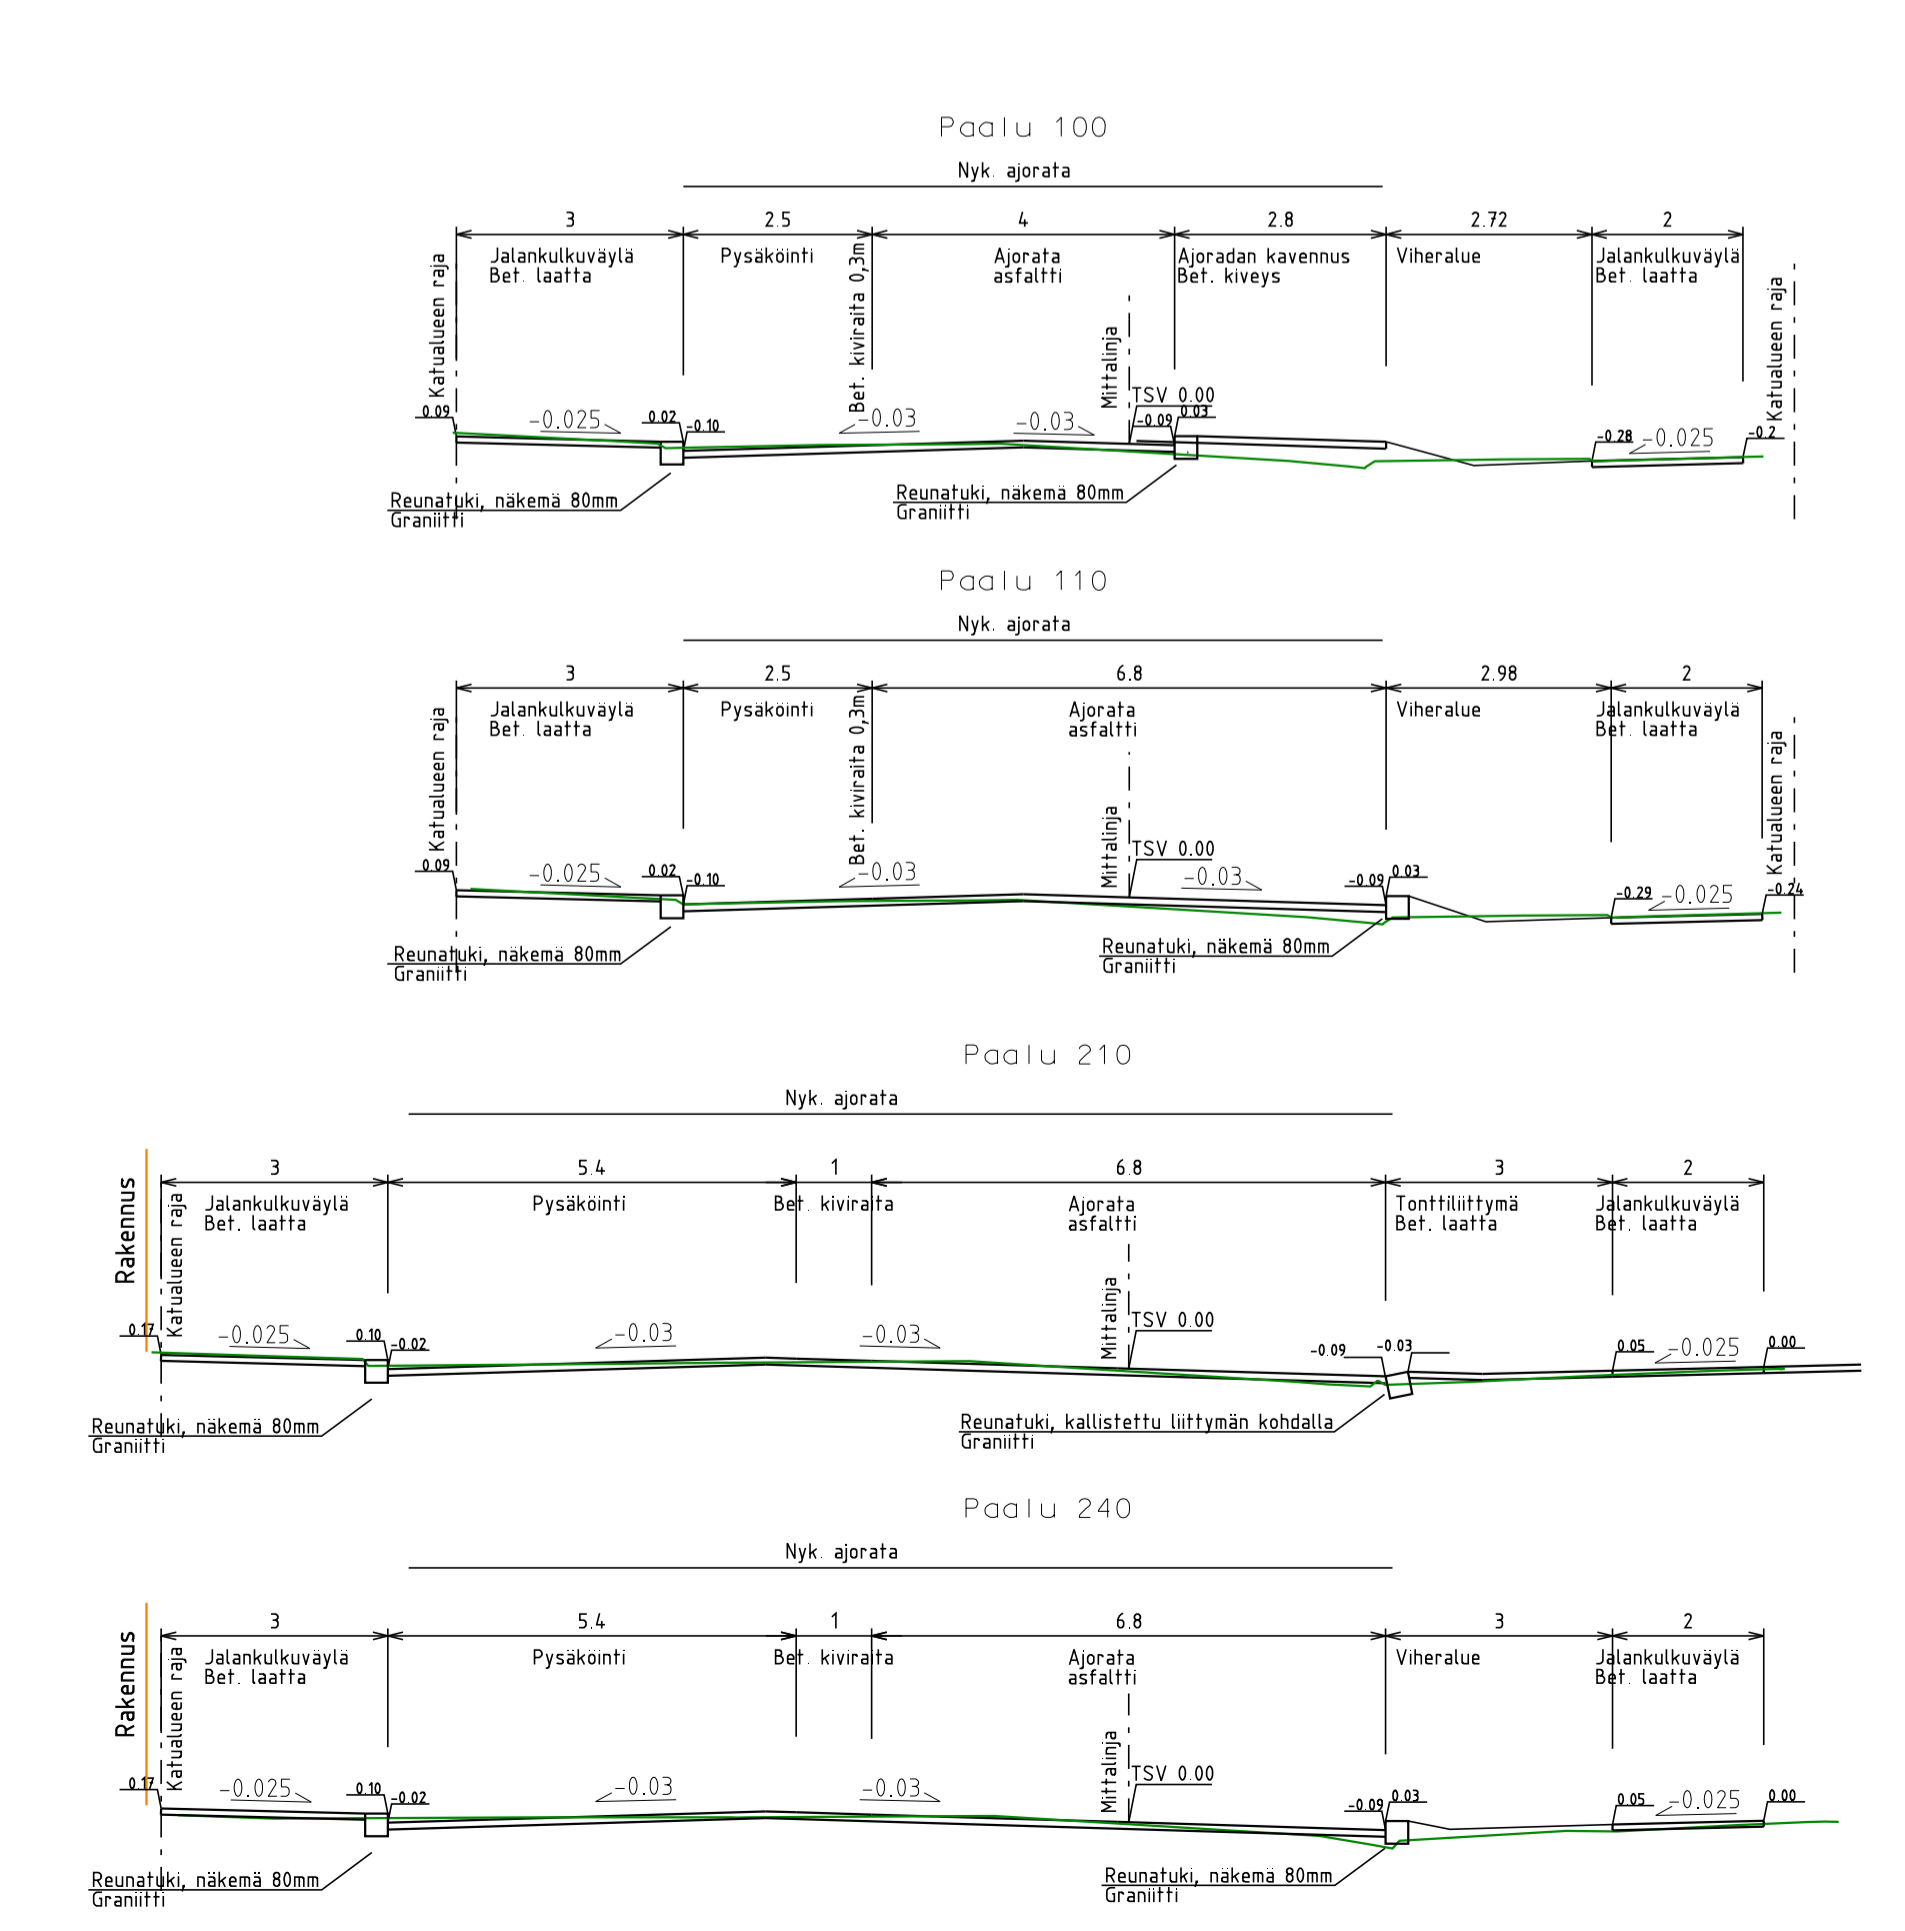 Paalu 100
Nyk. ajorata
3 2.5 4 2.8 2.72 2
Jalankulkuväylä
Bet. laatta
Pysäköinti
Ajorata
asfaltti
Ajoradan kavennus
Bet. kiveys
Viheralue
Jalankulkuväylä
Bet. laatta
Katualueen raja
Bet. kiviraita 0,3m
Mittalinja
Katualueen raja
TSV 0.00
0.09 -0.025 0.02 -0.10 -0.03 -0.03 -0.09 0.03 -0.28 -0.025 -0.2
Reunatuki, näkemä 80mm
Graniitti
Reunatuki, näkemä 80mm
Graniitti
Paalu 110
Nyk. ajorata
3 2.5 6.8 2.98 2
Jalankulkuväylä
Bet. laatta
Pysäköinti
Ajorata
asfaltti
Viheralue
Jalankulkuväylä
Bet. laatta
Katualueen raja
Bet. kiviraita 0,3m
Mittalinja
Katualueen raja
TSV 0.00
0.09 -0.025 0.02 -0.10 -0.03 -0.03 -0.09 0.03 -0.29 -0.025 -0.24
Reunatuki, näkemä 80mm
Graniitti
Reunatuki, näkemä 80mm
Graniitti
Paalu 210
Nyk. ajorata
3 5.4 1 6.8 3 2
Rakennus
Katualueen raja
Jalankulkuväylä
Bet. laatta
Pysäköinti
Bet. kiviraita
Ajorata
asfaltti
Tonttiliittymä
Bet. laatta
Jalankulkuväylä
Bet. laatta
Mittalinja
TSV 0.00
0.17 -0.025 0.10 -0.02 -0.03 -0.03 -0.09 -0.03 0.05 -0.025 0.00
Reunatuki, näkemä 80mm
Graniitti
Reunatuki, kallistettu liittymän kohdalla
Graniitti
Paalu 240
Nyk. ajorata
3 5.4 1 6.8 3 2
Rakennus
Katualueen raja
Jalankulkuväylä
Bet. laatta
Pysäköinti
Bet. kiviraita
Ajorata
asfaltti
Viheralue
Jalankulkuväylä
Bet. laatta
Mittalinja
TSV 0.00
0.17 -0.025 0.10 -0.02 -0.03 -0.03 -0.09 0.03 0.05 -0.025 0.00
Reunatuki, näkemä 80mm
Graniitti
Reunatuki, näkemä 80mm
Graniitti